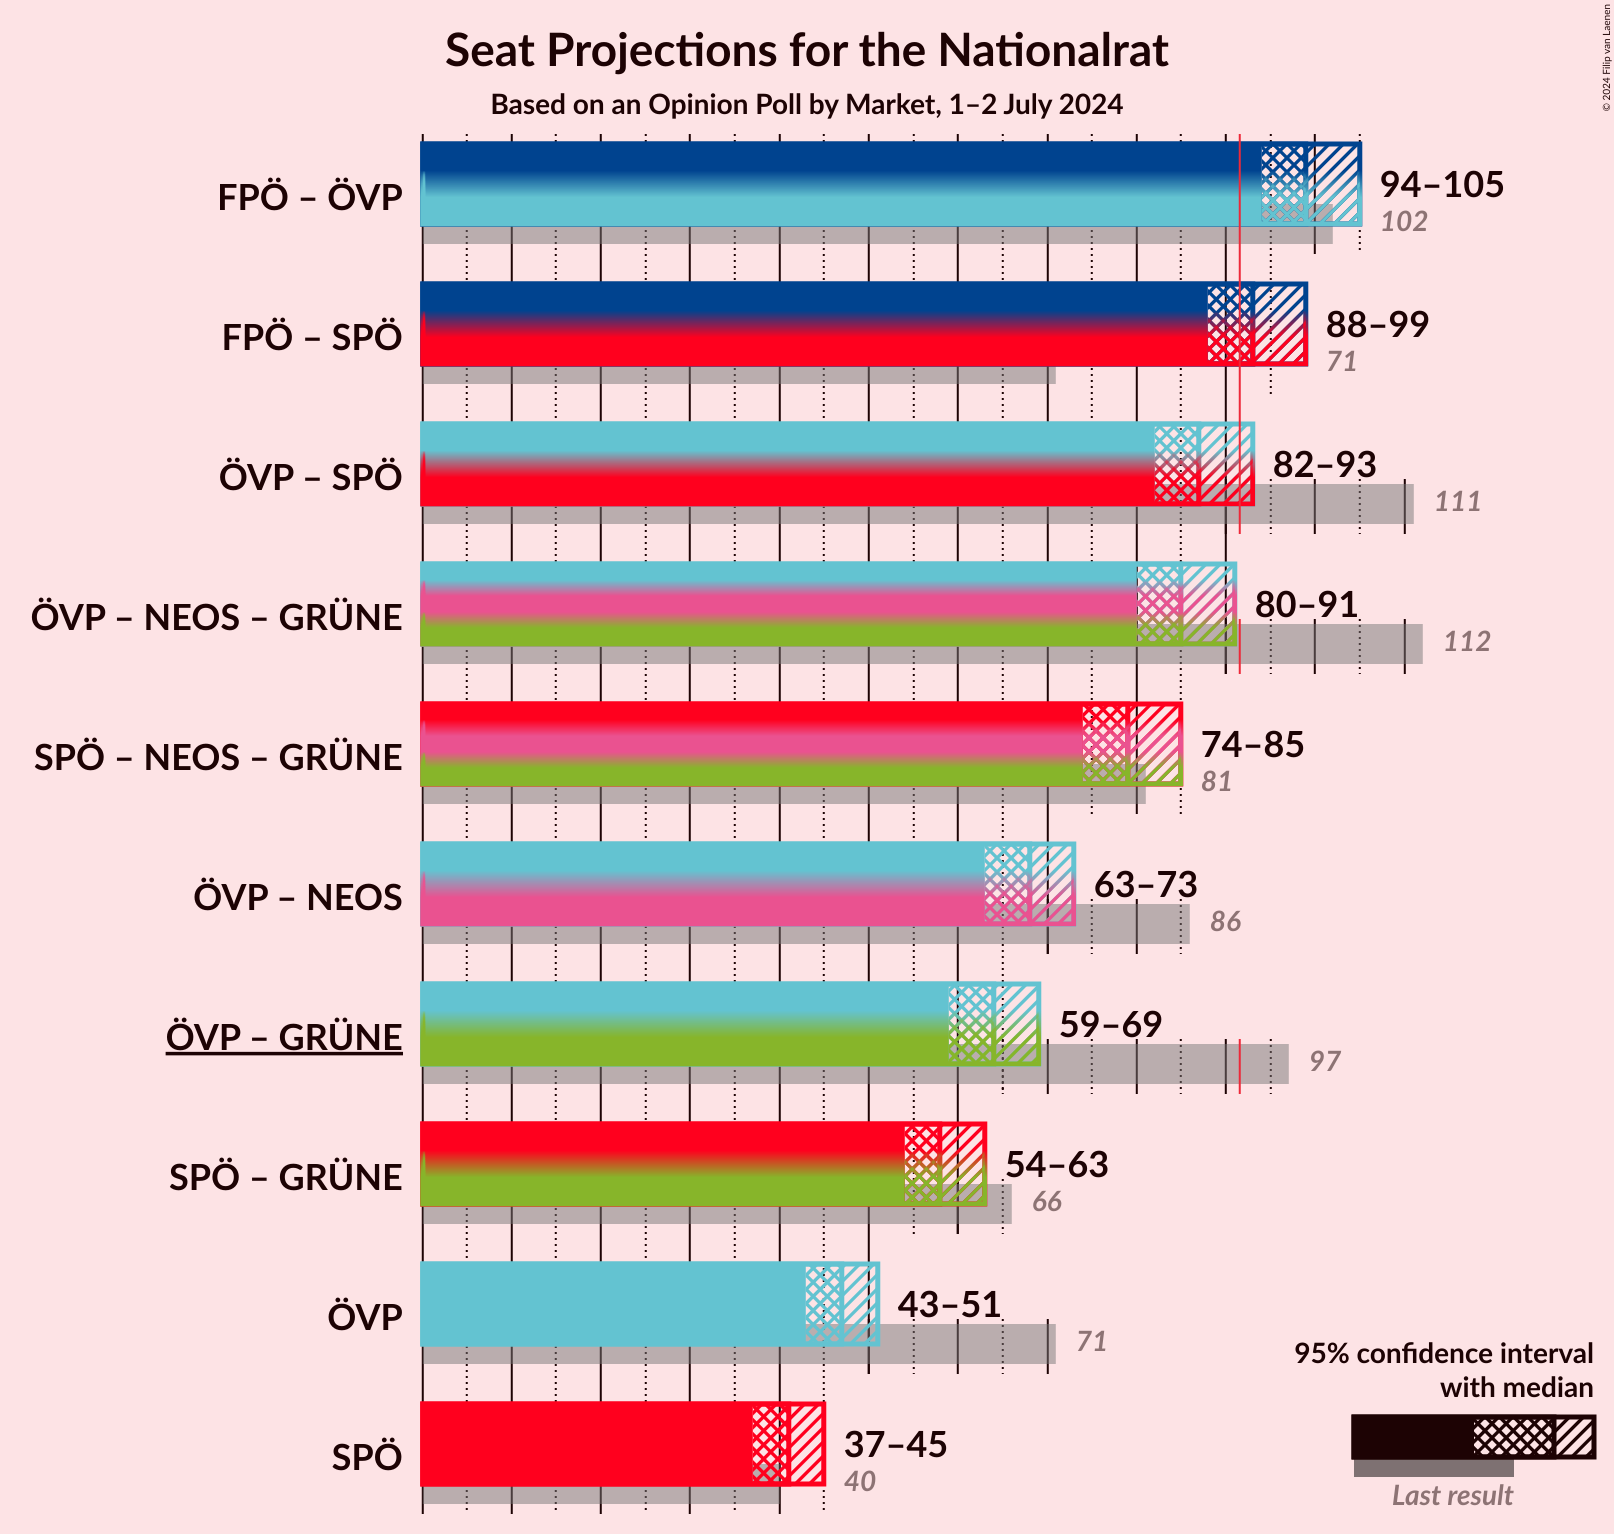 Seat Projections for the Nationalrat
Based on an Opinion Poll by Market, 1–2 July 2024
© 2024 Filip van Laenen
FPÖ – ÖVP
94–105
102
FPÖ – SPÖ
88–99
71
ÖVP – SPÖ
82–93
111
ÖVP – NEOS – GRÜNE
80–91
112
SPÖ – NEOS – GRÜNE
74–85
81
ÖVP – NEOS
63–73
86
ÖVP – GRÜNE
59–69
97
SPÖ – GRÜNE
54–63
66
ÖVP
43–51
71
SPÖ
37–45
40
95% confidence interval
with median
Last result